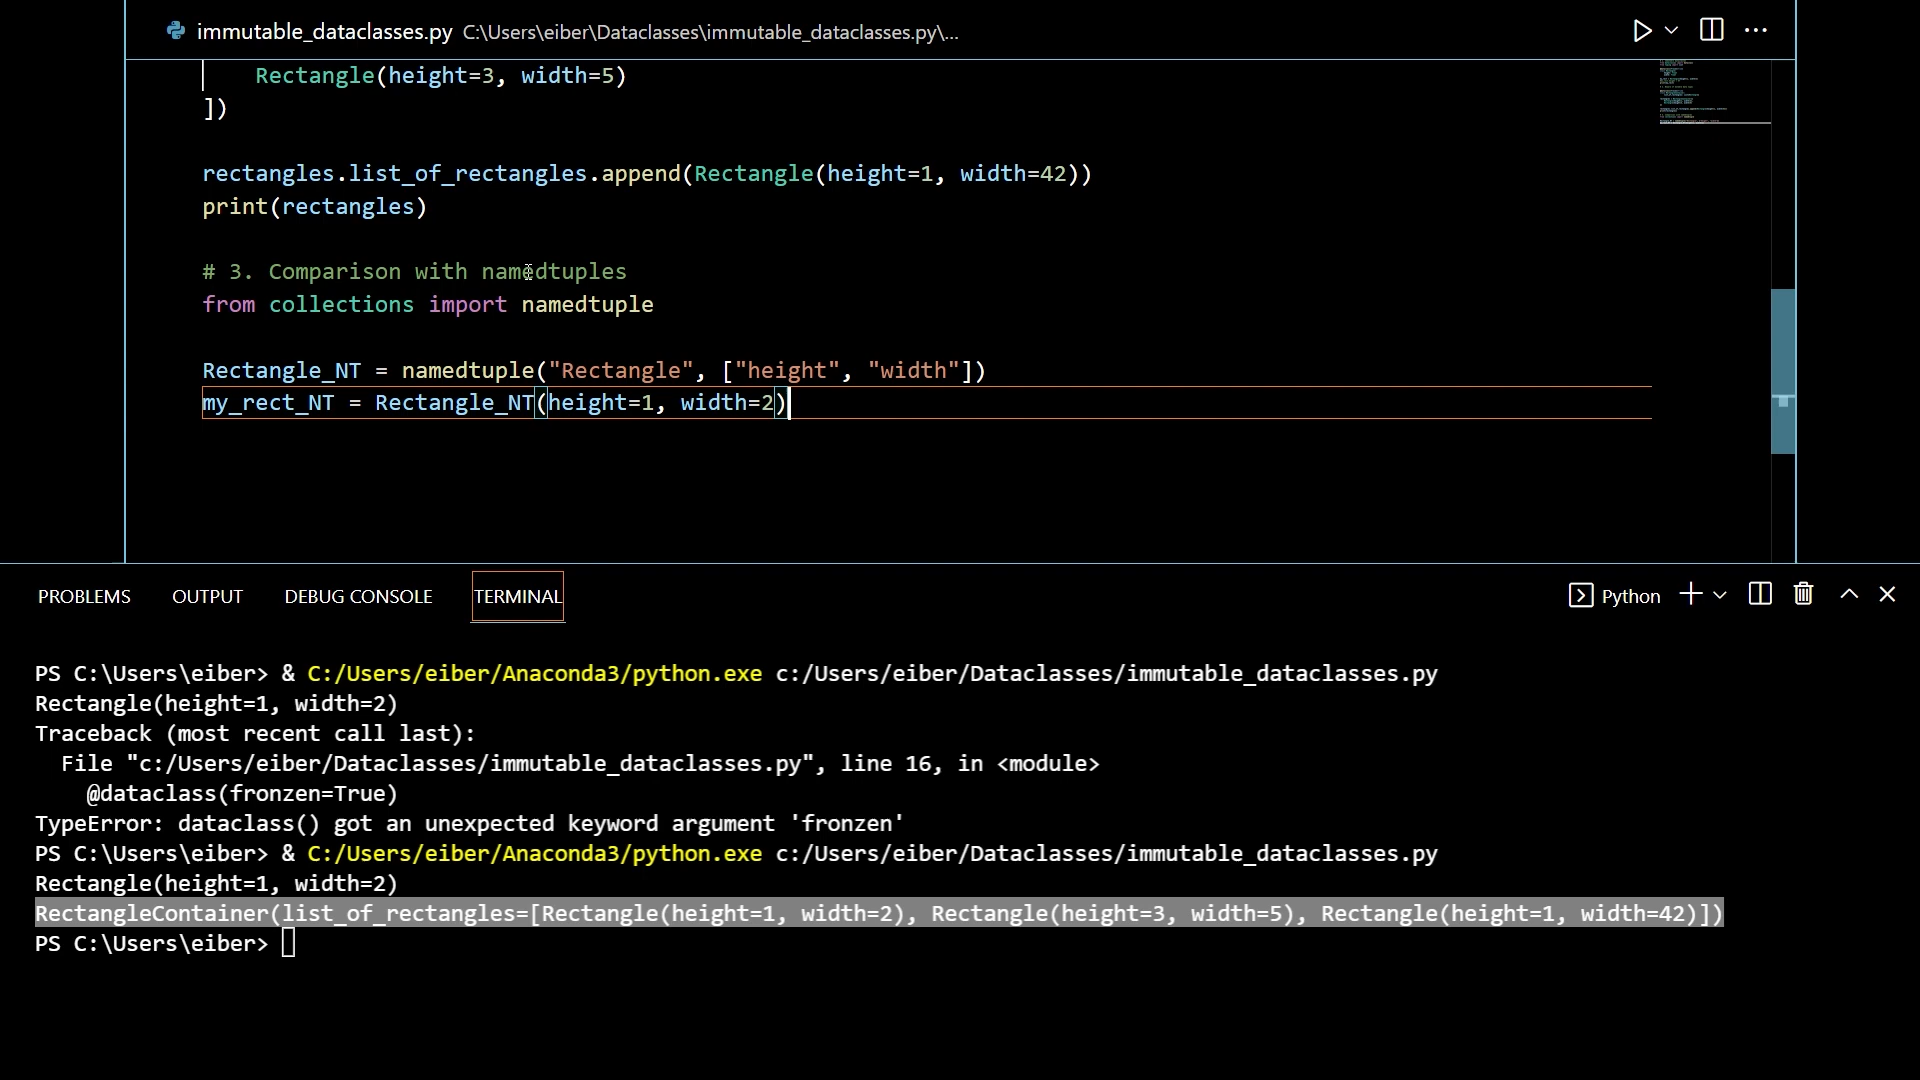 immutable_dataclasses.py C:\Users\eiber\Dataclasses\immutable_dataclasses.py\...
Rectangle(height=3, width=5)
])
rectangles.list_of_rectangles.append(Rectangle(height=1, width=42))
print(rectangles)
# 3. Comparison with namedtuples
from collections import namedtuple
Rectangle_NT = namedtuple("Rectangle", ["height", "width"])
my_rect_NT = Rectangle_NT(height=1, width=2)
PROBLEMS OUTPUT DEBUG CONSOLE TERMINAL Python
PS C:\Users\eiber> & C:/Users/eiber/Anaconda3/python.exe c:/Users/eiber/Dataclasses/immutable_dataclasses.py
Rectangle(height=1, width=2)
Traceback (most recent call last):
File "c:/Users/eiber/Dataclasses/immutable_dataclasses.py", line 16, in <module>
@dataclass(fronzen=True)
TypeError: dataclass() got an unexpected keyword argument 'fronzen'
PS C:\Users\eiber> & C:/Users/eiber/Anaconda3/python.exe c:/Users/eiber/Dataclasses/immutable_dataclasses.py
Rectangle(height=1, width=2)
RectangleContainer(list_of_rectangles=[Rectangle(height=1, width=2), Rectangle(height=3, width=5), Rectangle(height=1, width=42)])
PS C:\Users\eiber>